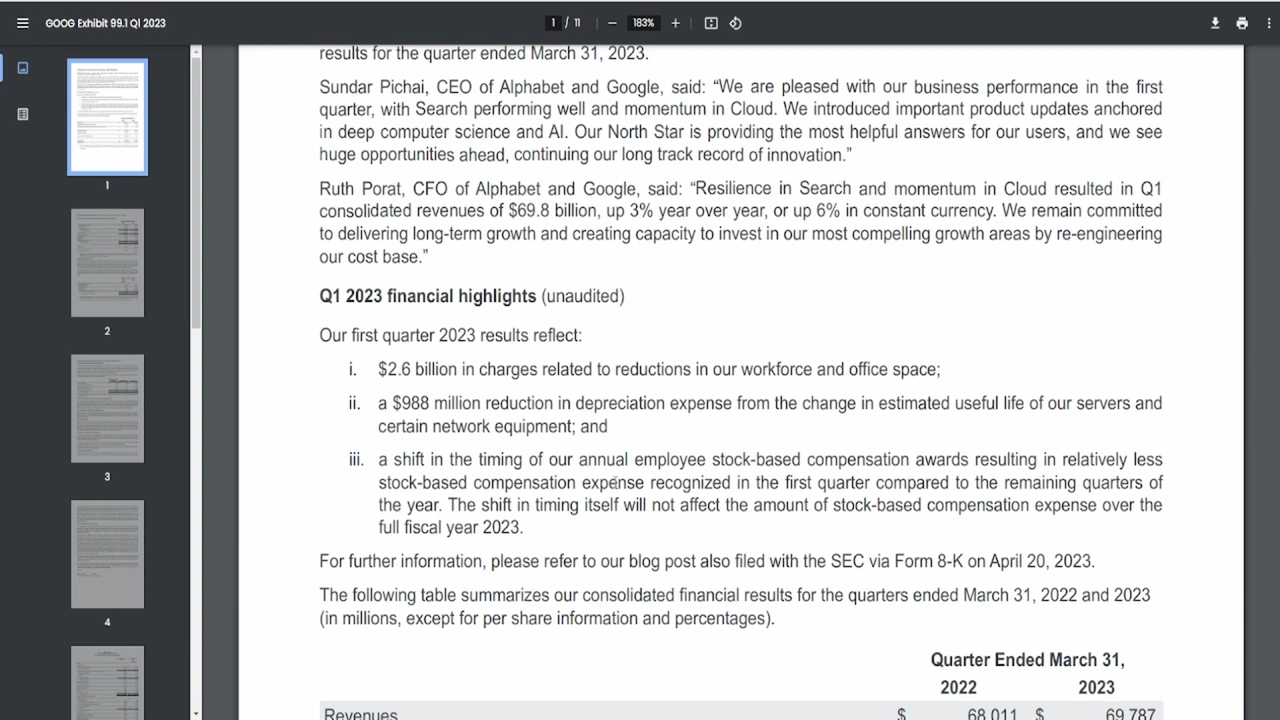 GOOG Exhibit 99.1 Q1 2023
1 / 11
183%
1
2
3
4
results for the quarter ended March 31, 2023.
Sundar Pichai, CEO of Alphabet and Google, said: “We are pleased with our business performance in the first
quarter, with Search performing well and momentum in Cloud. We introduced important product updates anchored
in deep computer science and AI. Our North Star is providing the most helpful answers for our users, and we see
huge opportunities ahead, continuing our long track record of innovation.”
Ruth Porat, CFO of Alphabet and Google, said: “Resilience in Search and momentum in Cloud resulted in Q1
consolidated revenues of $69.8 billion, up 3% year over year, or up 6% in constant currency. We remain committed
to delivering long-term growth and creating capacity to invest in our most compelling growth areas by re-engineering
our cost base.”
Q1 2023 financial highlights (unaudited)
Our first quarter 2023 results reflect:
i. $2.6 billion in charges related to reductions in our workforce and office space;
ii. a $988 million reduction in depreciation expense from the change in estimated useful life of our servers and
certain network equipment; and
iii. a shift in the timing of our annual employee stock-based compensation awards resulting in relatively less
stock-based compensation expense recognized in the first quarter compared to the remaining quarters of
the year. The shift in timing itself will not affect the amount of stock-based compensation expense over the
full fiscal year 2023.
For further information, please refer to our blog post also filed with the SEC via Form 8-K on April 20, 2023.
The following table summarizes our consolidated financial results for the quarters ended March 31, 2022 and 2023
(in millions, except for per share information and percentages).
Quarter Ended March 31,
2022 2023
Revenues $ 68,011 $ 69,787